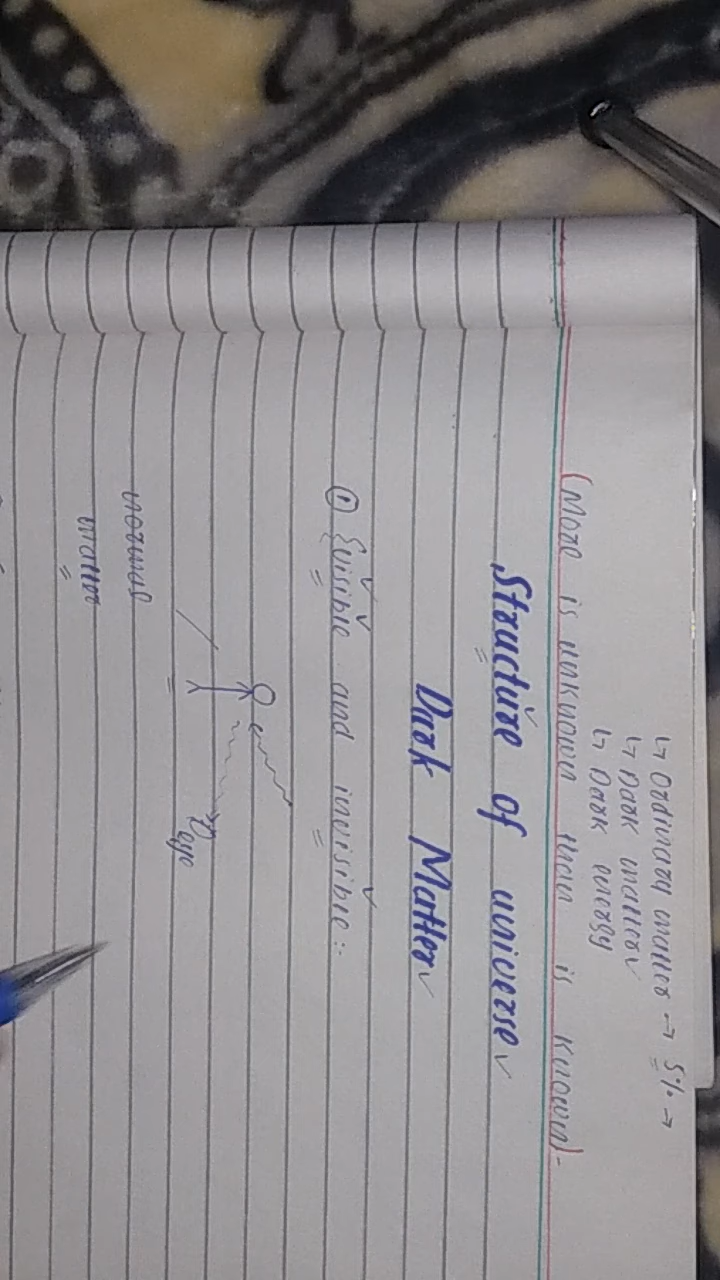 ↳ Ordinary matter → 5% →
↳ Dark matter ✓
↳ Dark energy
(More is unknown than is known)-
Structure of universe ✓
Dark Matter ✓
① {visible and invisible :-
eye
normal
matter